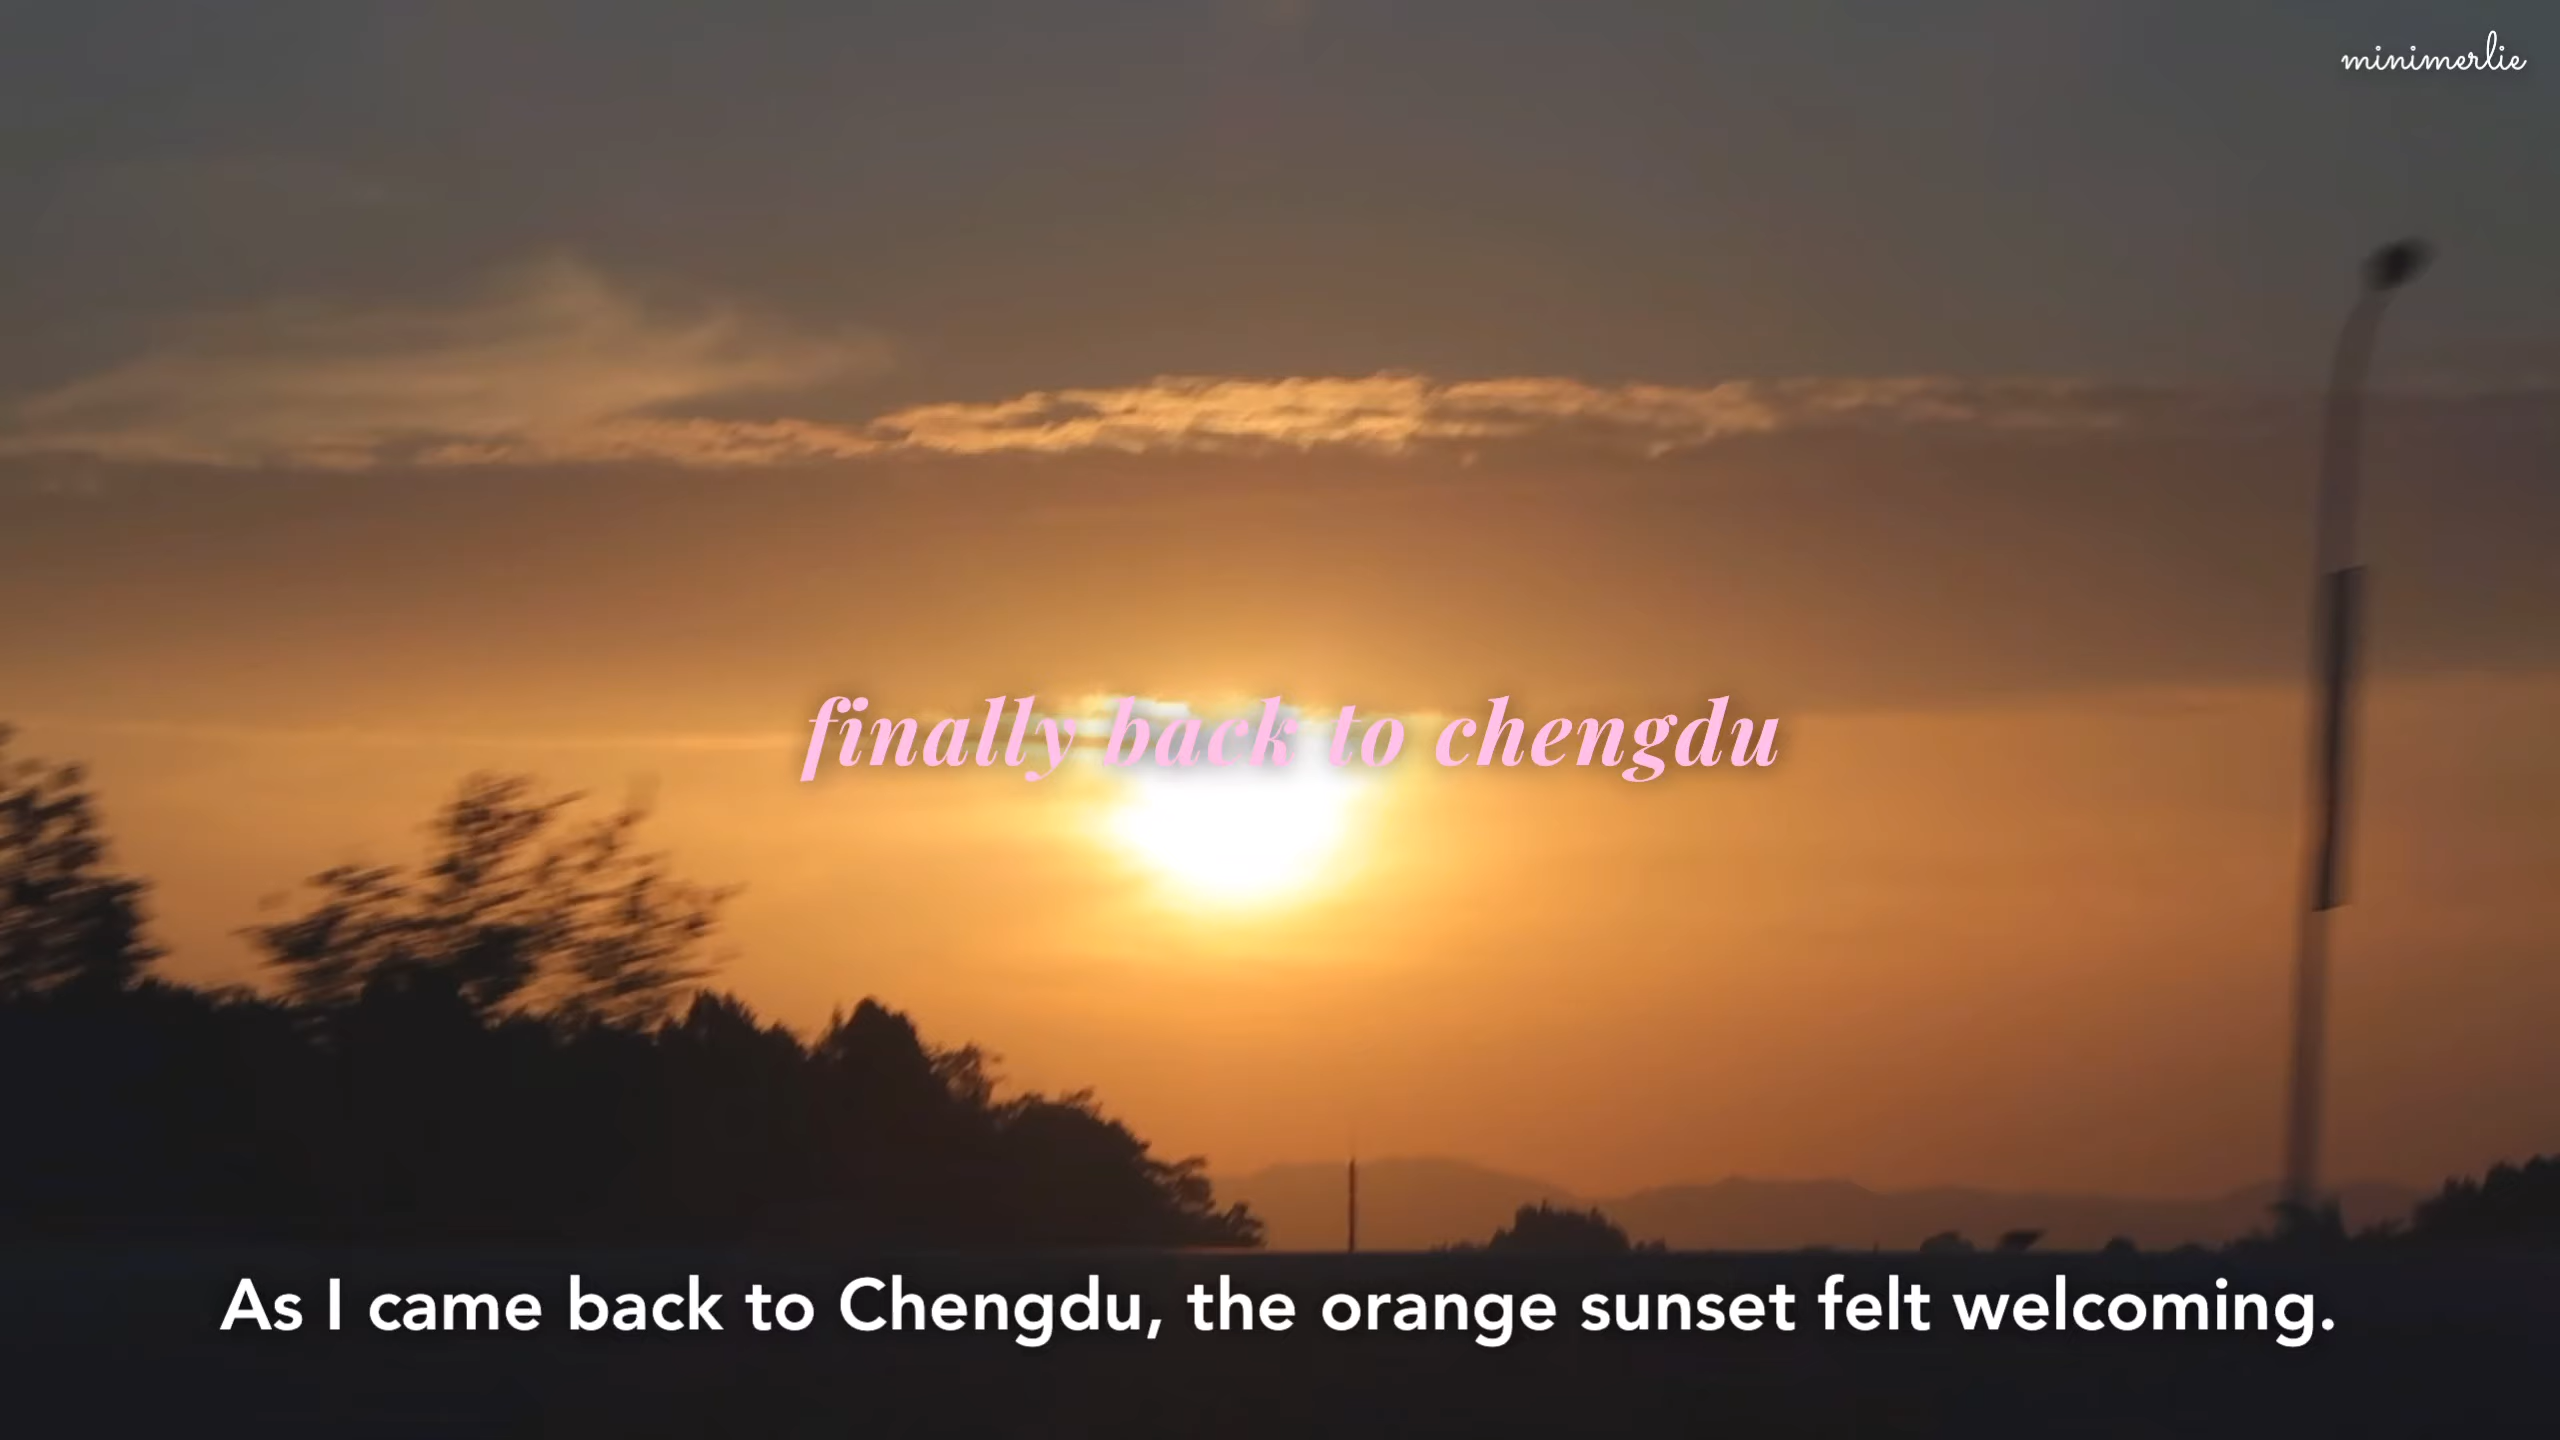 minimerlie
finally back to chengdu
As I came back to Chengdu, the orange sunset felt welcoming.